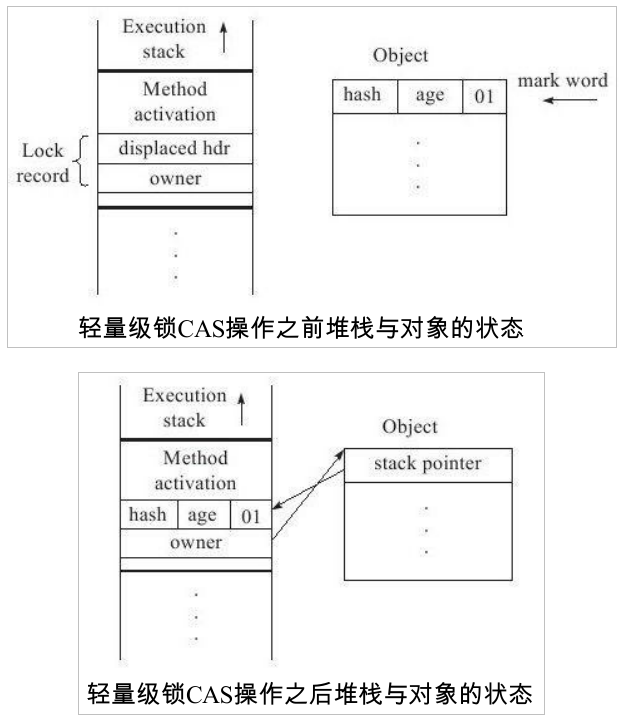 Execution
stack
Object
Method
activation
hash age 01
mark word
Lock
record
displaced hdr
owner
轻量级锁CAS操作之前堆栈与对象的状态
Execution
stack
Object
Method
activation
stack pointer
hash age 01
owner
轻量级锁CAS操作之后堆栈与对象的状态